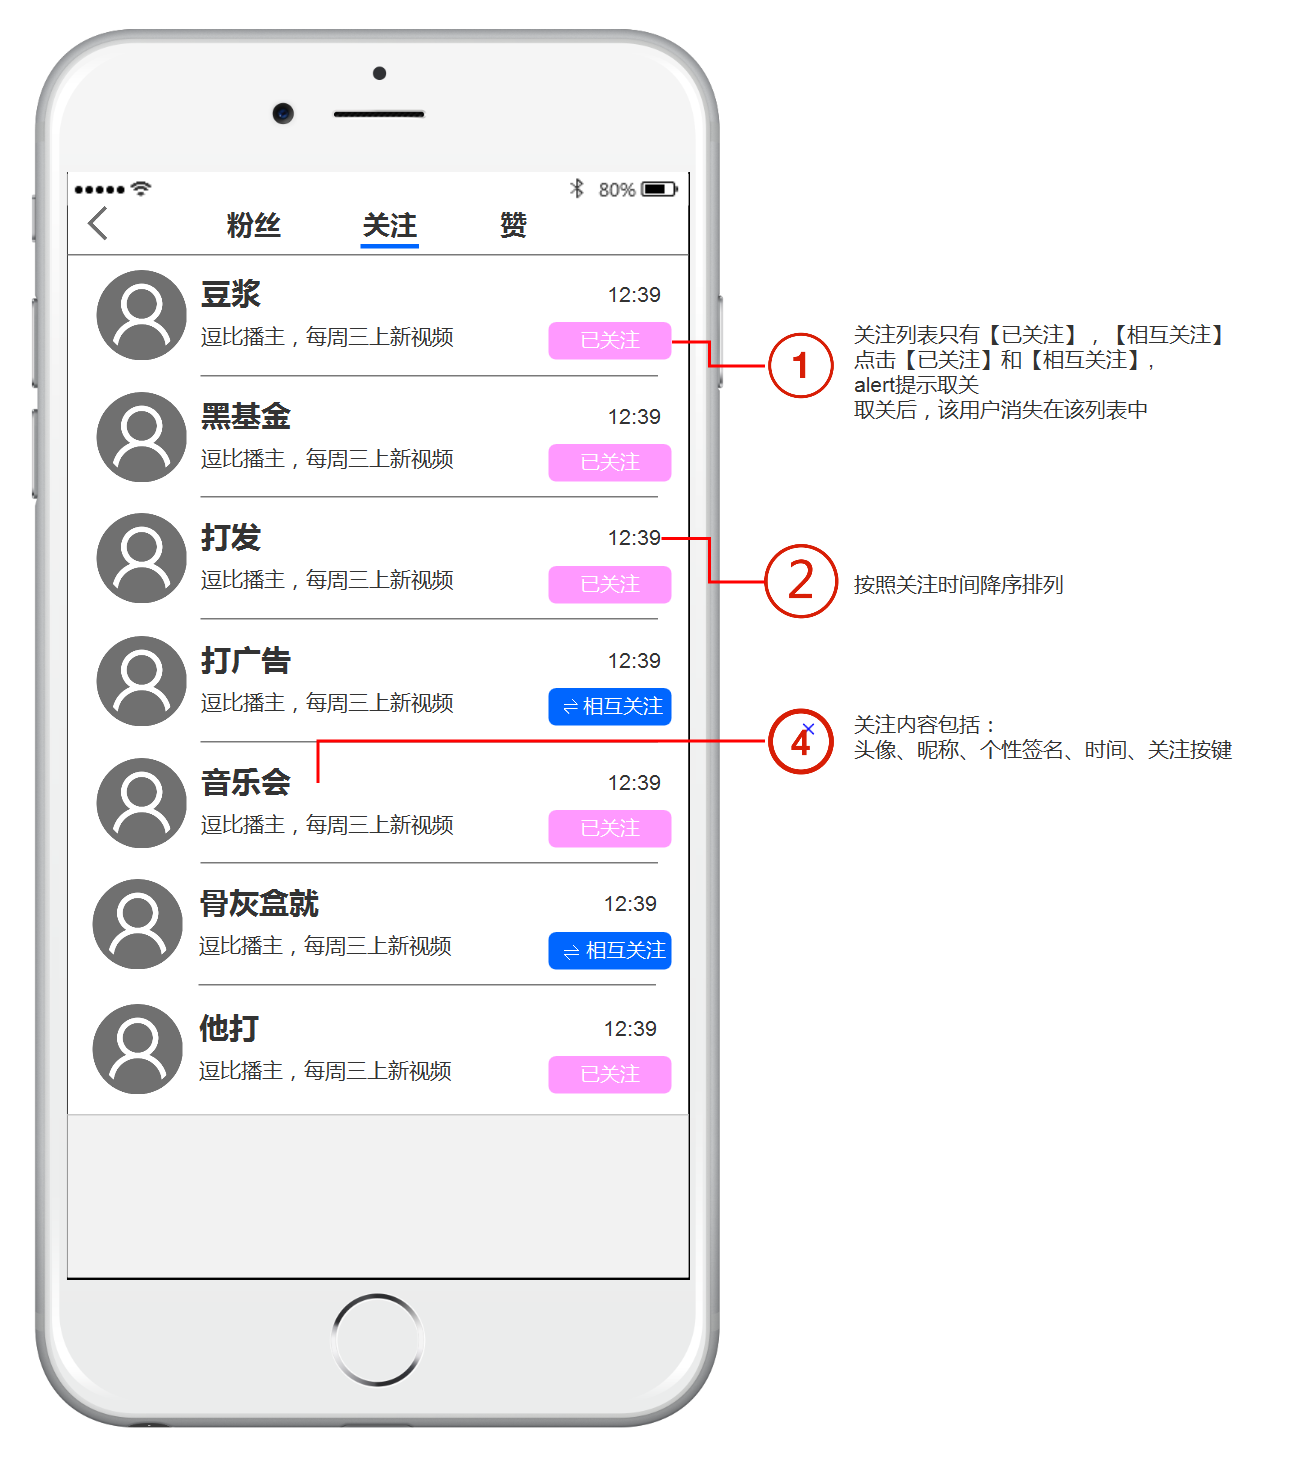 80%
粉丝 关注 赞
豆浆 12:39
逗比播主，每周三上新视频 已关注
黑基金 12:39
逗比播主，每周三上新视频 已关注
打发 12:39
逗比播主，每周三上新视频 已关注
打广告 12:39
逗比播主，每周三上新视频 ⇌相互关注
音乐会 12:39
逗比播主，每周三上新视频 已关注
骨灰盒就 12:39
逗比播主，每周三上新视频 ⇌ 相互关注
他打 12:39
逗比播主，每周三上新视频 已关注
1
关注列表只有【已关注】，【相互关注】
点击【已关注】和【相互关注】,
alert提示取关
取关后，该用户消失在该列表中
2
按照关注时间降序排列
4
关注内容包括：
头像、昵称、个性签名、时间、关注按键